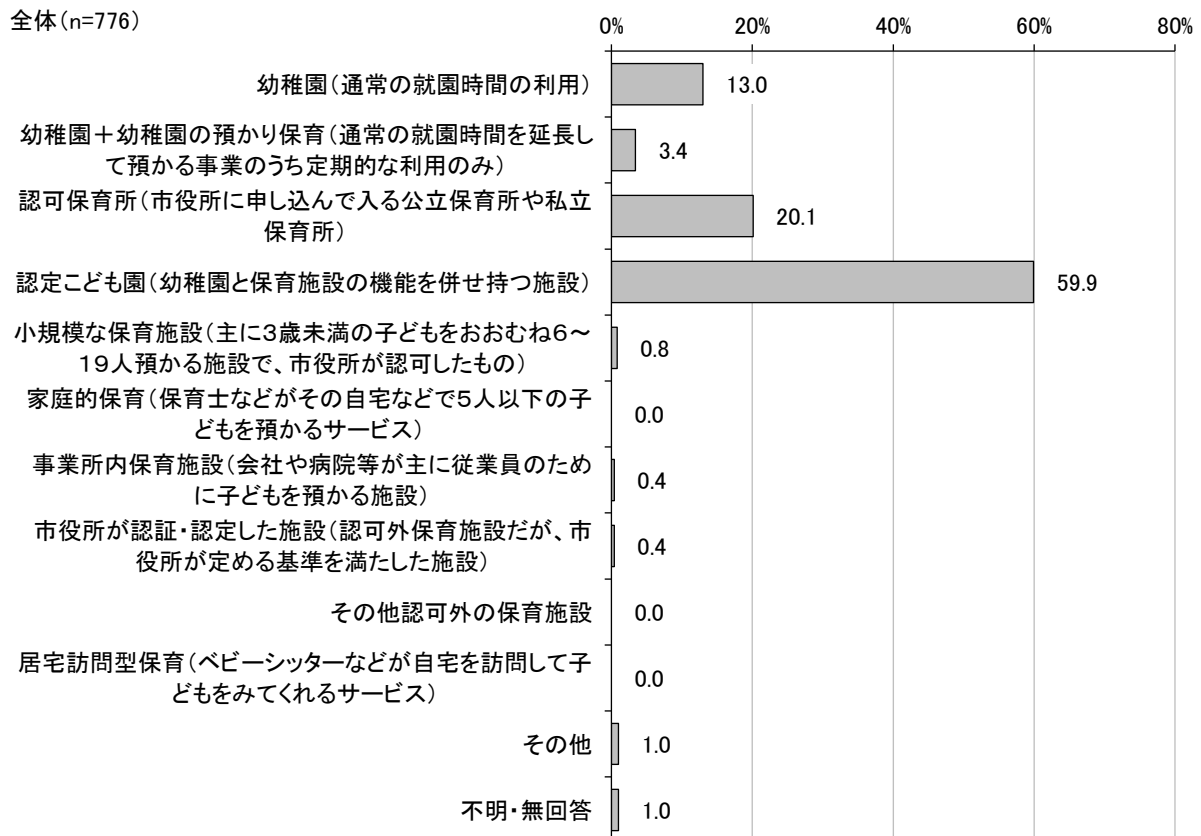 全体(n=776)
0%
20%
40%
60%
80%
幼稚園(通常の就園時間の利用)
13.0
幼稚園＋幼稚園の預かり保育(通常の就園時間を延長し
て預かる事業のうち定期的な利用のみ)
3.4
認可保育所(市役所に申し込んで入る公立保育所や私立
保育所)
20.1
認定こども園(幼稚園と保育施設の機能を併せ持つ施設)
59.9
小規模な保育施設(主に３歳未満の子どもをおおむね６～
１９人預かる施設で、市役所が認可したもの)
0.8
家庭的保育(保育士などがその自宅などで５人以下の子
どもを預かるサービス)
0.0
事業所内保育施設(会社や病院等が主に従業員のため
に子どもを預かる施設)
0.4
市役所が認証・認定した施設(認可外保育施設だが、市
役所が定める基準を満たした施設)
0.4
その他認可外の保育施設
0.0
居宅訪問型保育(ベビーシッターなどが自宅を訪問して子
どもをみてくれるサービス)
0.0
その他
1.0
不明・無回答
1.0